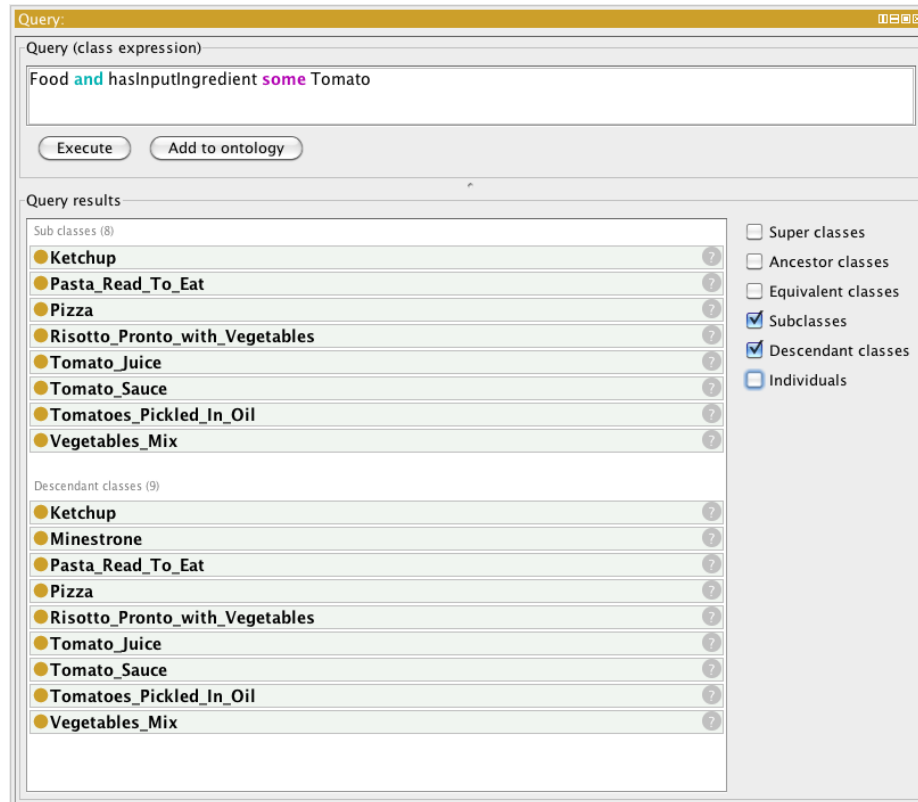 Query:
Query (class expression)
Food and hasInputIngredient some Tomato
Execute
Add to ontology
Query results
Sub classes (8)
Ketchup ?
Pasta_Read_To_Eat ?
Pizza ?
Risotto_Pronto_with_Vegetables ?
Tomato_Juice ?
Tomato_Sauce ?
Tomatoes_Pickled_In_Oil ?
Vegetables_Mix ?
Descendant classes (9)
Ketchup ?
Minestrone ?
Pasta_Read_To_Eat ?
Pizza ?
Risotto_Pronto_with_Vegetables ?
Tomato_Juice ?
Tomato_Sauce ?
Tomatoes_Pickled_In_Oil ?
Vegetables_Mix ?
Super classes
Ancestor classes
Equivalent classes
Subclasses
Descendant classes
Individuals